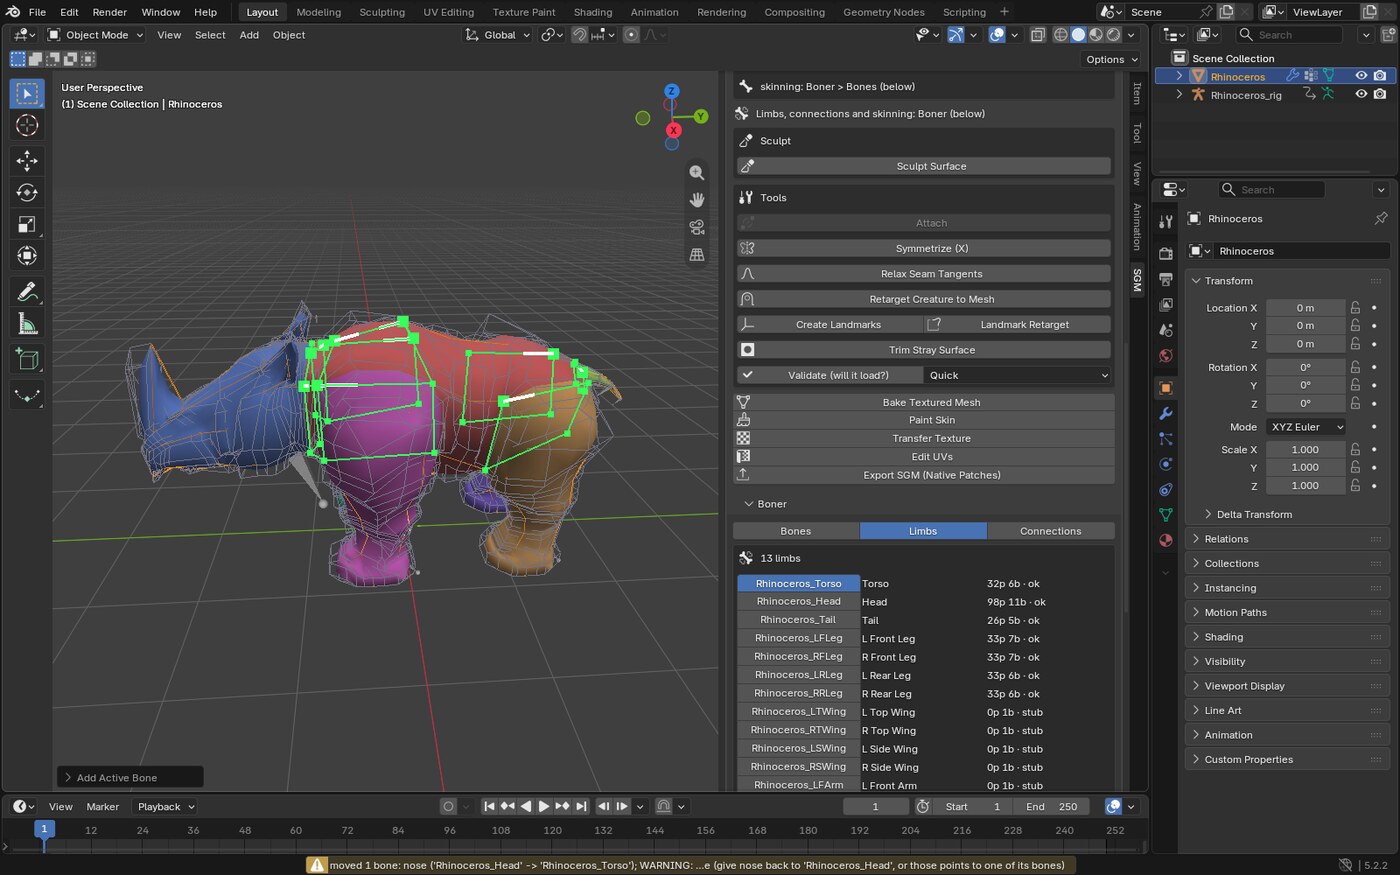 File Edit Render Window Help Layout Modeling Sculpting UV Editing Texture Paint Shading Animation Rendering Compositing Geometry Nodes Scripting Scene ViewLayer
Object Mode View Select Add Object Global Search
Options
User Perspective
(1) Scene Collection | Rhinoceros
Z
Y
X
skinning: Boner > Bones (below)
Limbs, connections and skinning: Boner (below)
Sculpt
Sculpt Surface
Tools
Attach
Symmetrize (X)
Relax Seam Tangents
Retarget Creature to Mesh
Create Landmarks Landmark Retarget
Trim Stray Surface
Validate (will it load?) Quick
Bake Textured Mesh
Paint Skin
Transfer Texture
Edit UVs
Export SGM (Native Patches)
Boner
Bones Limbs Connections
13 limbs
Rhinoceros_Torso Torso 32p 6b · ok
Rhinoceros_Head Head 98p 11b · ok
Rhinoceros_Tail Tail 26p 5b · ok
Rhinoceros_LFLeg L Front Leg 33p 7b · ok
Rhinoceros_RFLeg R Front Leg 33p 7b · ok
Rhinoceros_LRLeg L Rear Leg 33p 6b · ok
Rhinoceros_RRLeg R Rear Leg 33p 6b · ok
Rhinoceros_LTWing L Top Wing 0p 1b · stub
Rhinoceros_RTWing R Top Wing 0p 1b · stub
Rhinoceros_LSWing L Side Wing 0p 1b · stub
Rhinoceros_RSWing R Side Wing 0p 1b · stub
Rhinoceros_LFArm L Front Arm 0p 1b · stub
Item
Tool
View
Animation
SGM
Scene Collection
Rhinoceros
Rhinoceros_rig
Search
Rhinoceros
Rhinoceros
Transform
Location X 0 m
Y 0 m
Z 0 m
Rotation X 0°
Y 0°
Z 0°
Mode XYZ Euler
Scale X 1.000
Y 1.000
Z 1.000
Delta Transform
Relations
Collections
Instancing
Motion Paths
Shading
Visibility
Viewport Display
Line Art
Animation
Custom Properties
Add Active Bone
View Marker Playback 1 Start 1 End 250
1 12 24 36 48 60 72 84 96 108 120 132 144 156 168 180 192 204 216 228 240 252
moved 1 bone: nose ('Rhinoceros_Head' -> 'Rhinoceros_Torso'); WARNING: ...e (give nose back to 'Rhinoceros_Head', or those points to one of its bones)
5.2.2